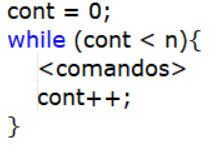 cont = 0;
while (cont < n){
<comandos>
cont++;
}